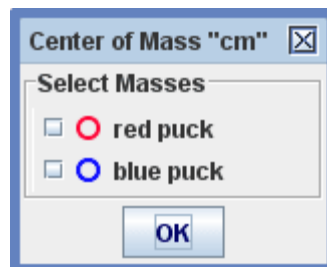 Center of Mass "cm"
Select Masses
red puck
blue puck
OK